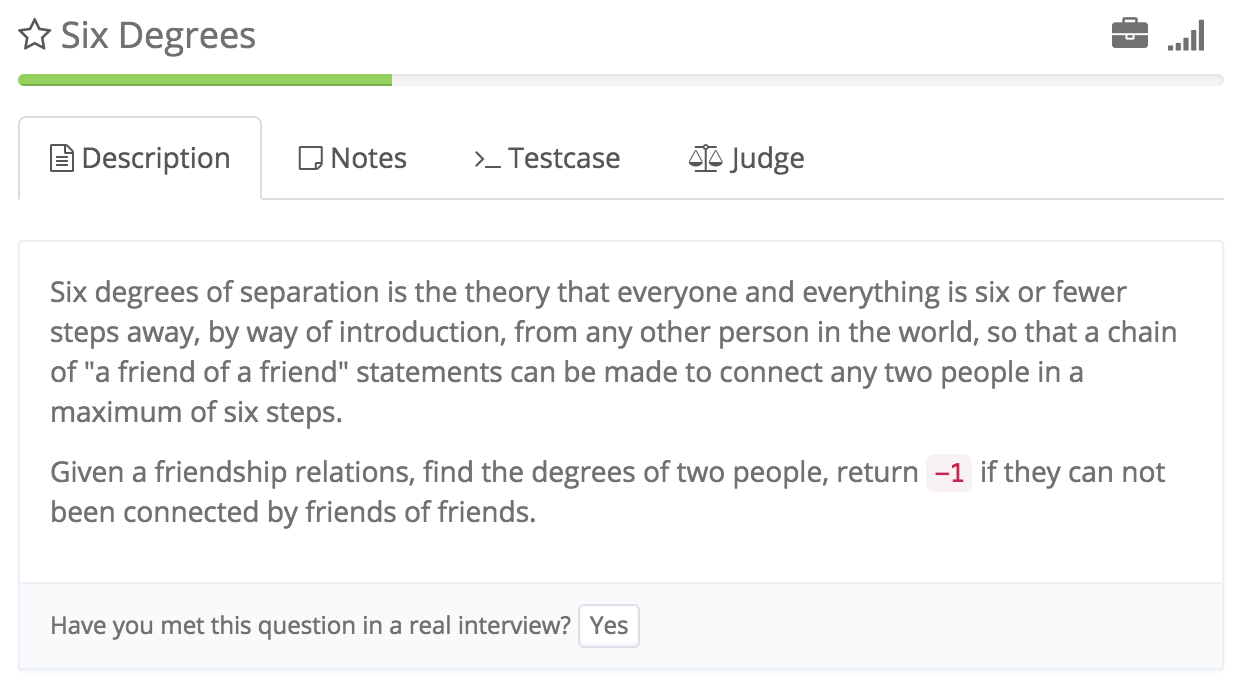 Six Degrees
Description
Notes
Testcase
Judge
Six degrees of separation is the theory that everyone and everything is six or fewer
steps away, by way of introduction, from any other person in the world, so that a chain
of "a friend of a friend" statements can be made to connect any two people in a
maximum of six steps.
Given a friendship relations, find the degrees of two people, return -1 if they can not
been connected by friends of friends.
Have you met this question in a real interview? Yes